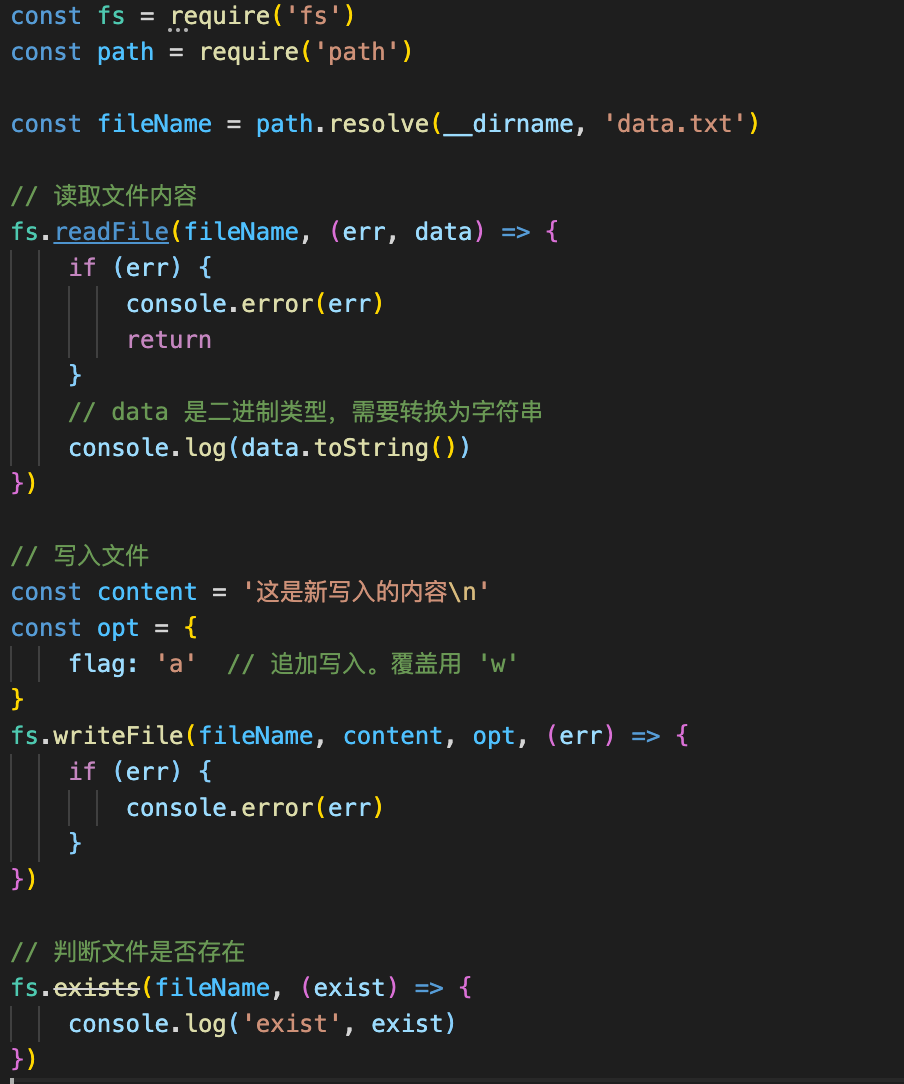 const fs = require('fs')
const path = require('path')
const fileName = path.resolve(__dirname, 'data.txt')
// 读取文件内容
fs.readFile(fileName, (err, data) => {
    if (err) {
        console.error(err)
        return
    }
    // data 是二进制类型，需要转换为字符串
    console.log(data.toString())
})
// 写入文件
const content = '这是新写入的内容\n'
const opt = {
    flag: 'a'  // 追加写入。覆盖用 'w'
}
fs.writeFile(fileName, content, opt, (err) => {
    if (err) {
        console.error(err)
    }
})
// 判断文件是否存在
fs.exists(fileName, (exist) => {
    console.log('exist', exist)
})